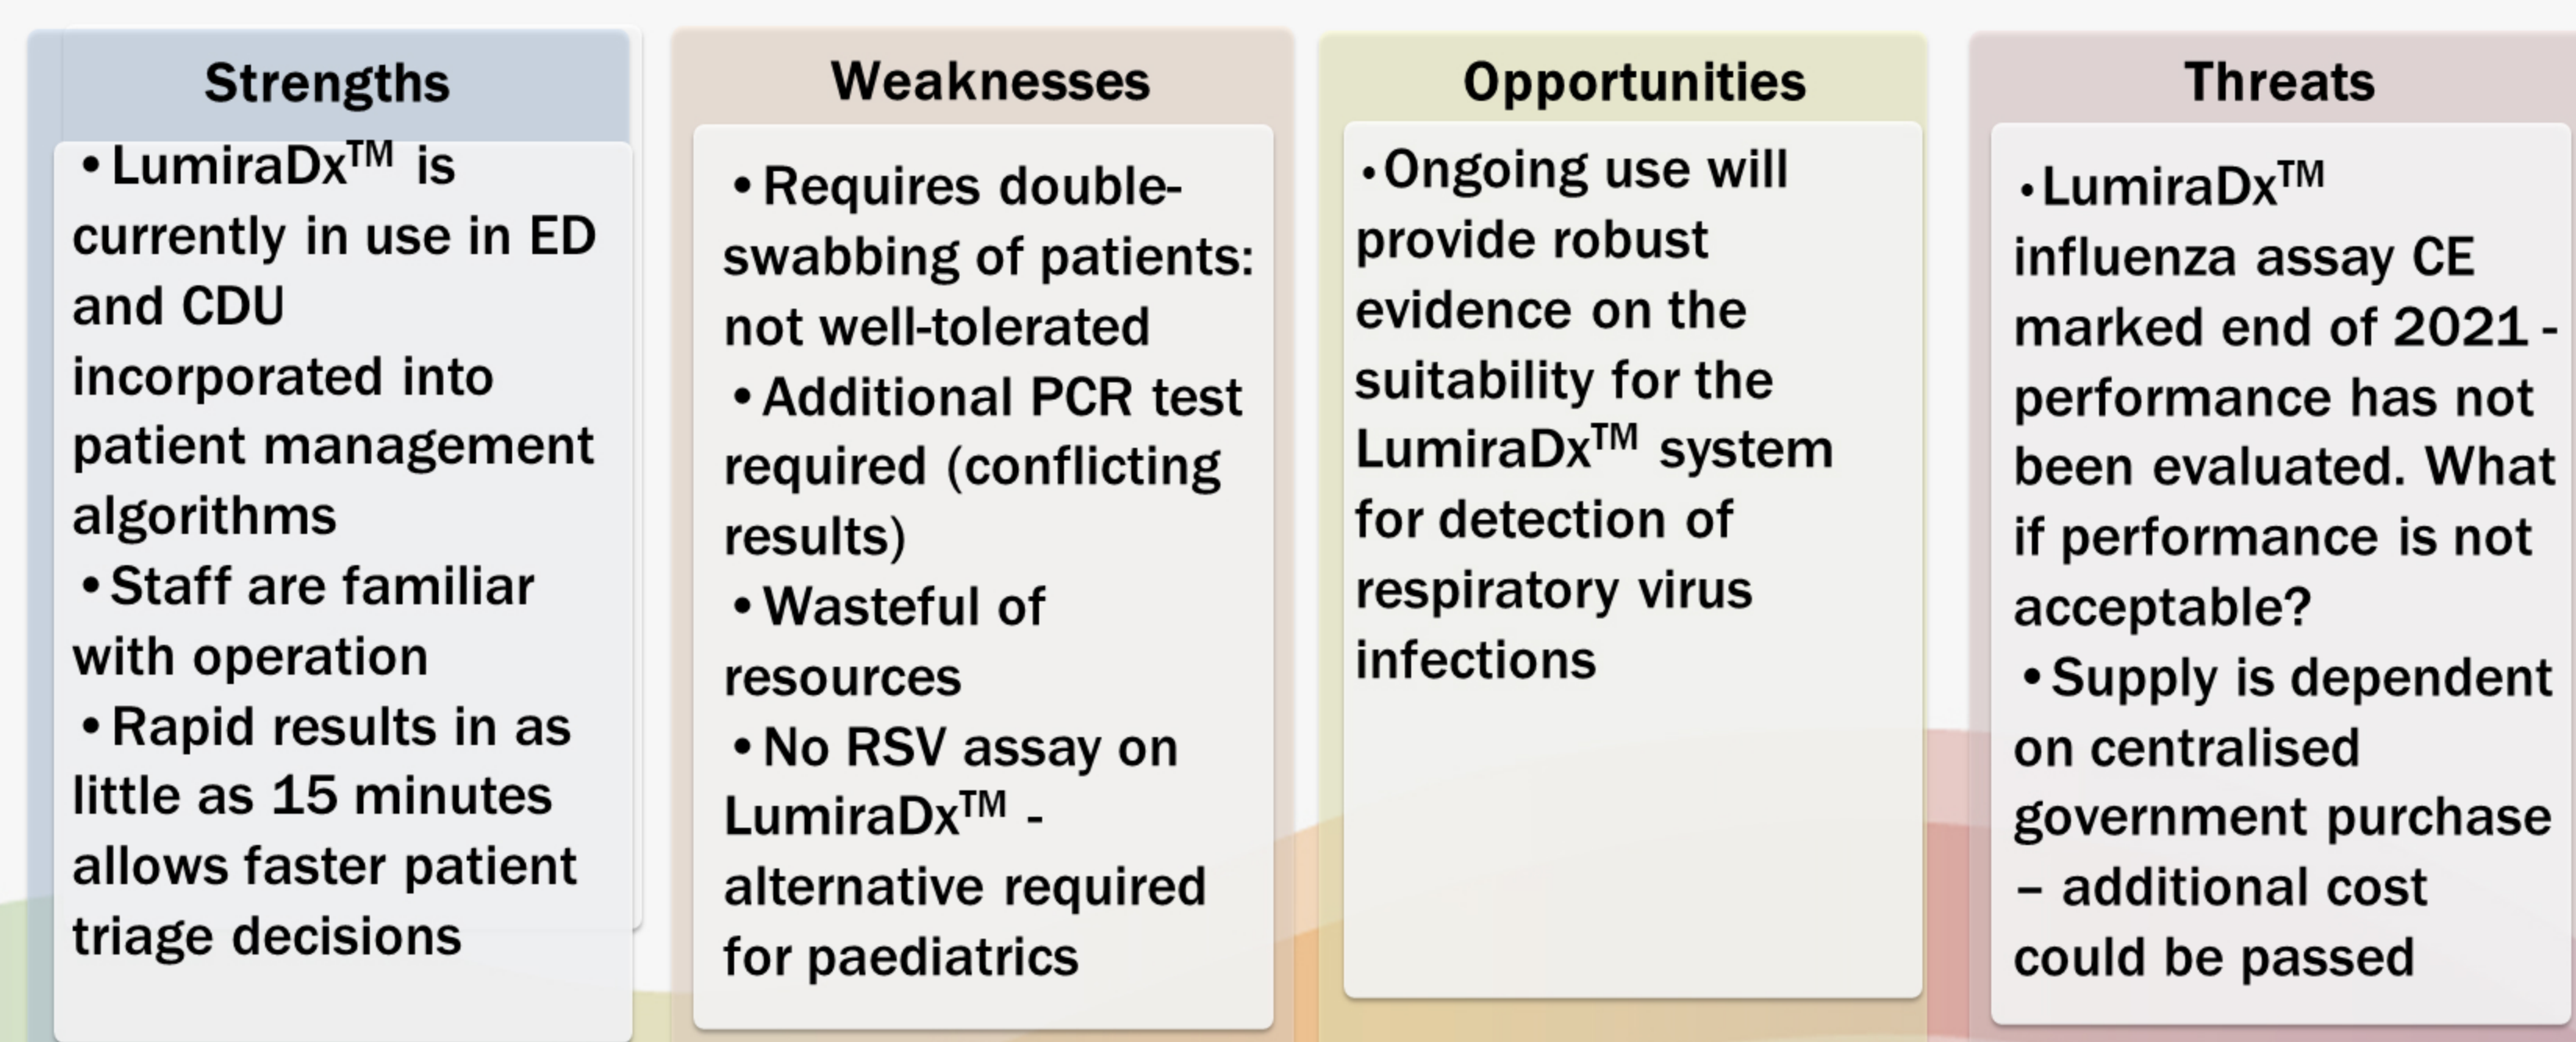 Strengths
•LumiraDx™ is
currently in use in ED
and CDU
incorporated into
patient management
algorithms
•Staff are familiar
with operation
•Rapid results in as
little as 15 minutes
allows faster patient
triage decisions
Weaknesses
•Requires double-
swabbing of patients:
not well-tolerated
•Additional PCR test
required (conflicting
results)
•Wasteful of
resources
•No RSV assay on
LumiraDx™ -
alternative required
for paediatrics
Opportunities
•Ongoing use will
provide robust
evidence on the
suitability for the
LumiraDx™ system
for detection of
respiratory virus
infections
Threats
•LumiraDx™
influenza assay CE
marked end of 2021 -
performance has not
been evaluated. What
if performance is not
acceptable?
•Supply is dependent
on centralised
government purchase
– additional cost
could be passed